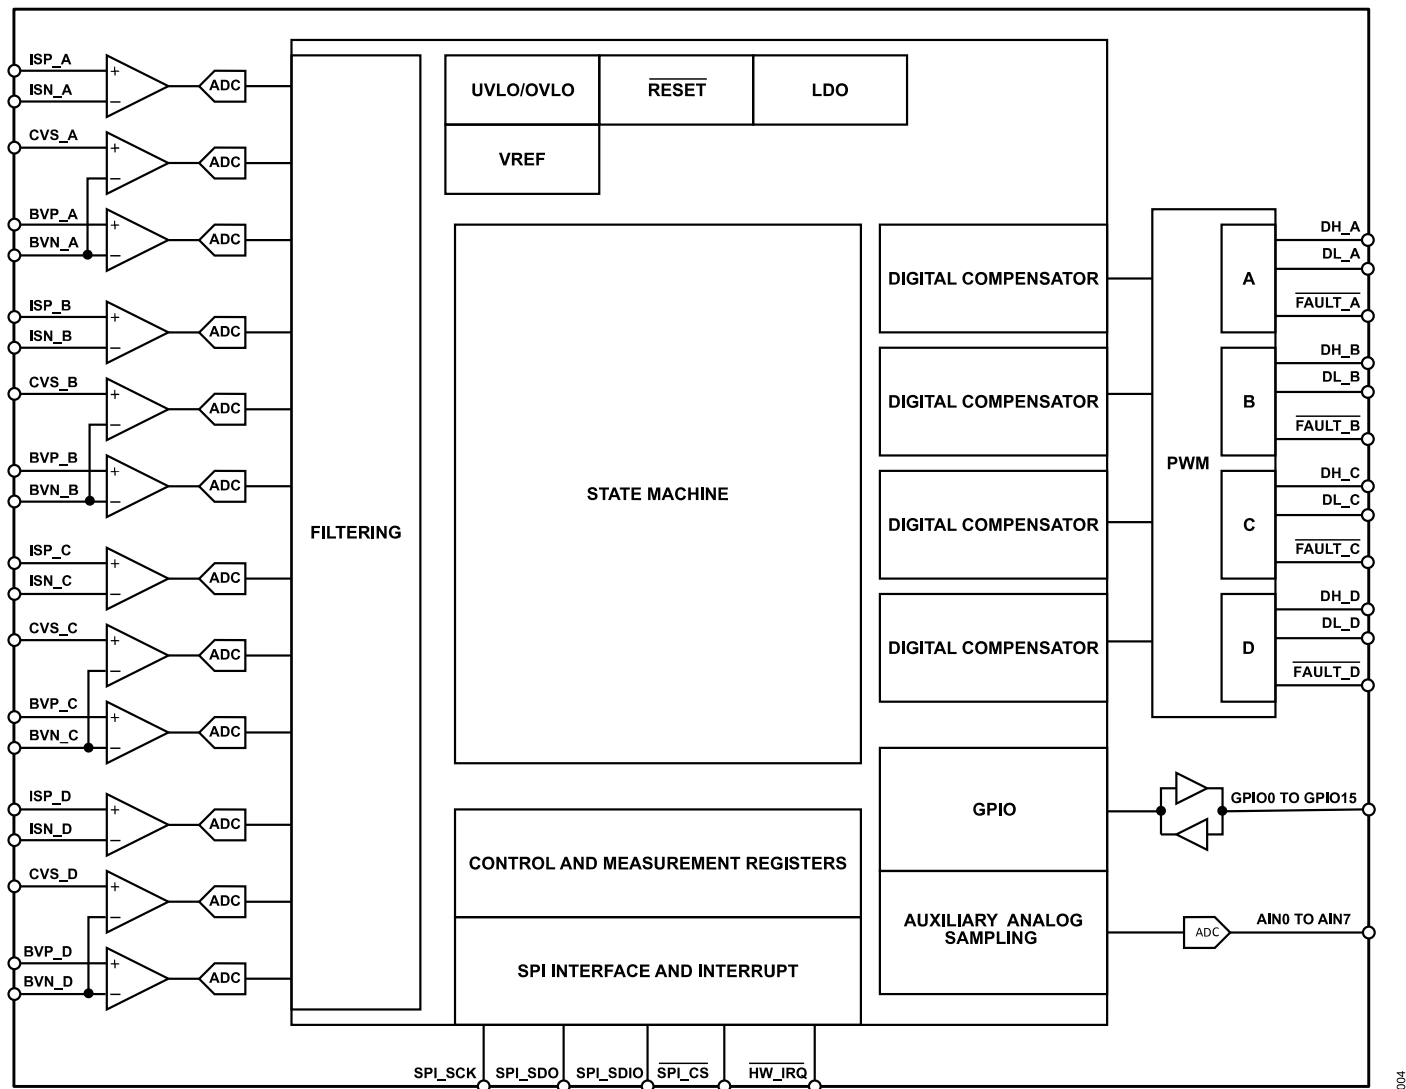 ISP_A
+
ADC
ISN_A
−
CVS_A
+
ADC
−
BVP_A
+
ADC
BVN_A
−
ISP_B
+
ADC
ISN_B
−
CVS_B
+
ADC
−
BVP_B
+
ADC
BVN_B
−
ISP_C
+
ADC
ISN_C
−
CVS_C
+
ADC
−
BVP_C
+
ADC
BVN_C
−
ISP_D
+
ADC
ISN_D
−
CVS_D
+
ADC
−
BVP_D
+
ADC
BVN_D
−
FILTERING
UVLO/OVLO
RESET
LDO
VREF
STATE MACHINE
CONTROL AND MEASUREMENT REGISTERS
SPI INTERFACE AND INTERRUPT
DIGITAL COMPENSATOR
DIGITAL COMPENSATOR
DIGITAL COMPENSATOR
DIGITAL COMPENSATOR
GPIO
AUXILIARY ANALOG
SAMPLING
PWM
A
B
C
D
DH_A
DL_A
FAULT_A
DH_B
DL_B
FAULT_B
DH_C
DL_C
FAULT_C
DH_D
DL_D
FAULT_D
GPIO0 TO GPIO15
ADC
AIN0 TO AIN7
SPI_SCK
SPI_SDO
SPI_SDIO
SPI_CS
HW_IRQ
004